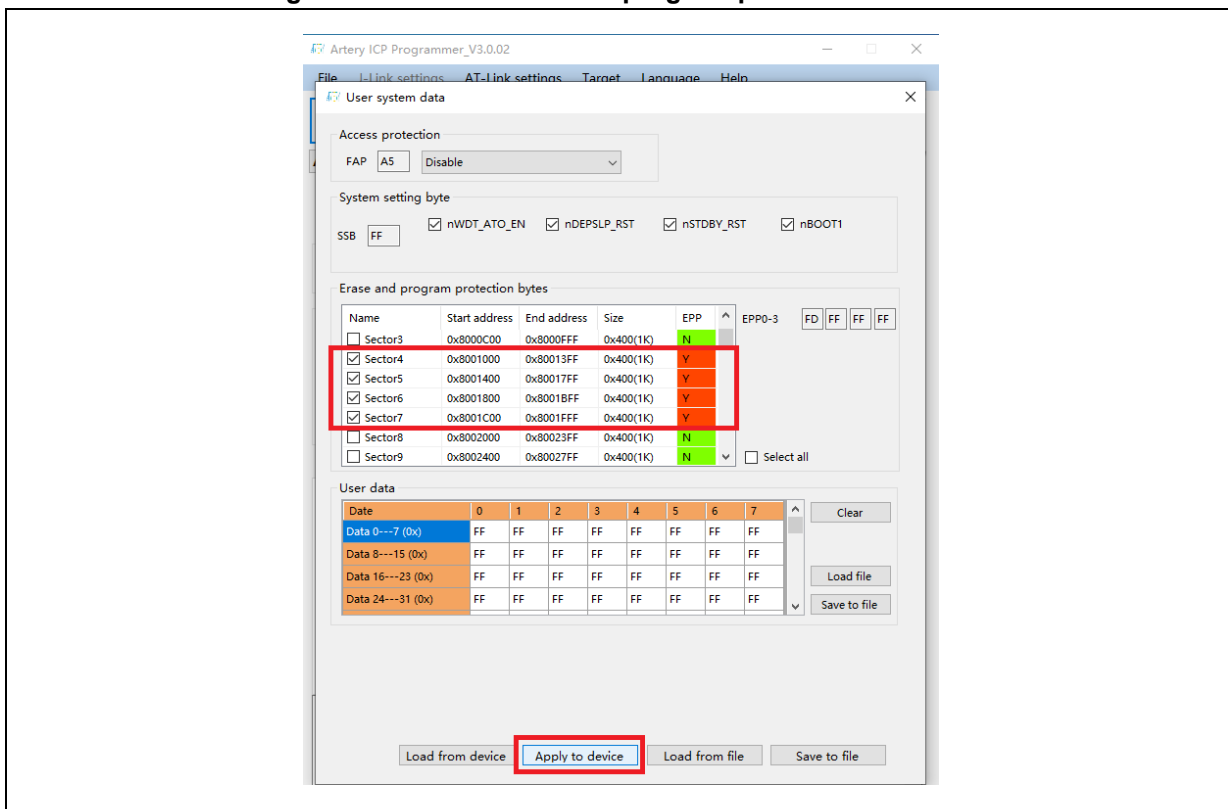 Artery ICP Programmer_V3.0.02
File J-Link settings AT-Link settings Target Language Help
User system data
Access protection
FAP A5 Disable
System setting byte
SSB FF nWDT_ATO_EN nDEPSLP_RST nSTDBY_RST nBOOT1
Erase and program protection bytes
Name Start address End address Size EPP EPP0-3 FD FF FF FF
Sector3 0x8000C00 0x8000FFF 0x400(1K) N
Sector4 0x8001000 0x80013FF 0x400(1K) Y
Sector5 0x8001400 0x80017FF 0x400(1K) Y
Sector6 0x8001800 0x8001BFF 0x400(1K) Y
Sector7 0x8001C00 0x8001FFF 0x400(1K) Y
Sector8 0x8002000 0x80023FF 0x400(1K) N
Sector9 0x8002400 0x80027FF 0x400(1K) N Select all
User data
Date 0 1 2 3 4 5 6 7 Clear
Data 0---7 (0x) FF FF FF FF FF FF FF FF
Data 8---15 (0x) FF FF FF FF FF FF FF FF
Data 16---23 (0x) FF FF FF FF FF FF FF FF Load file
Data 24---31 (0x) FF FF FF FF FF FF FF FF Save to file
Load from device Apply to device Load from file Save to file